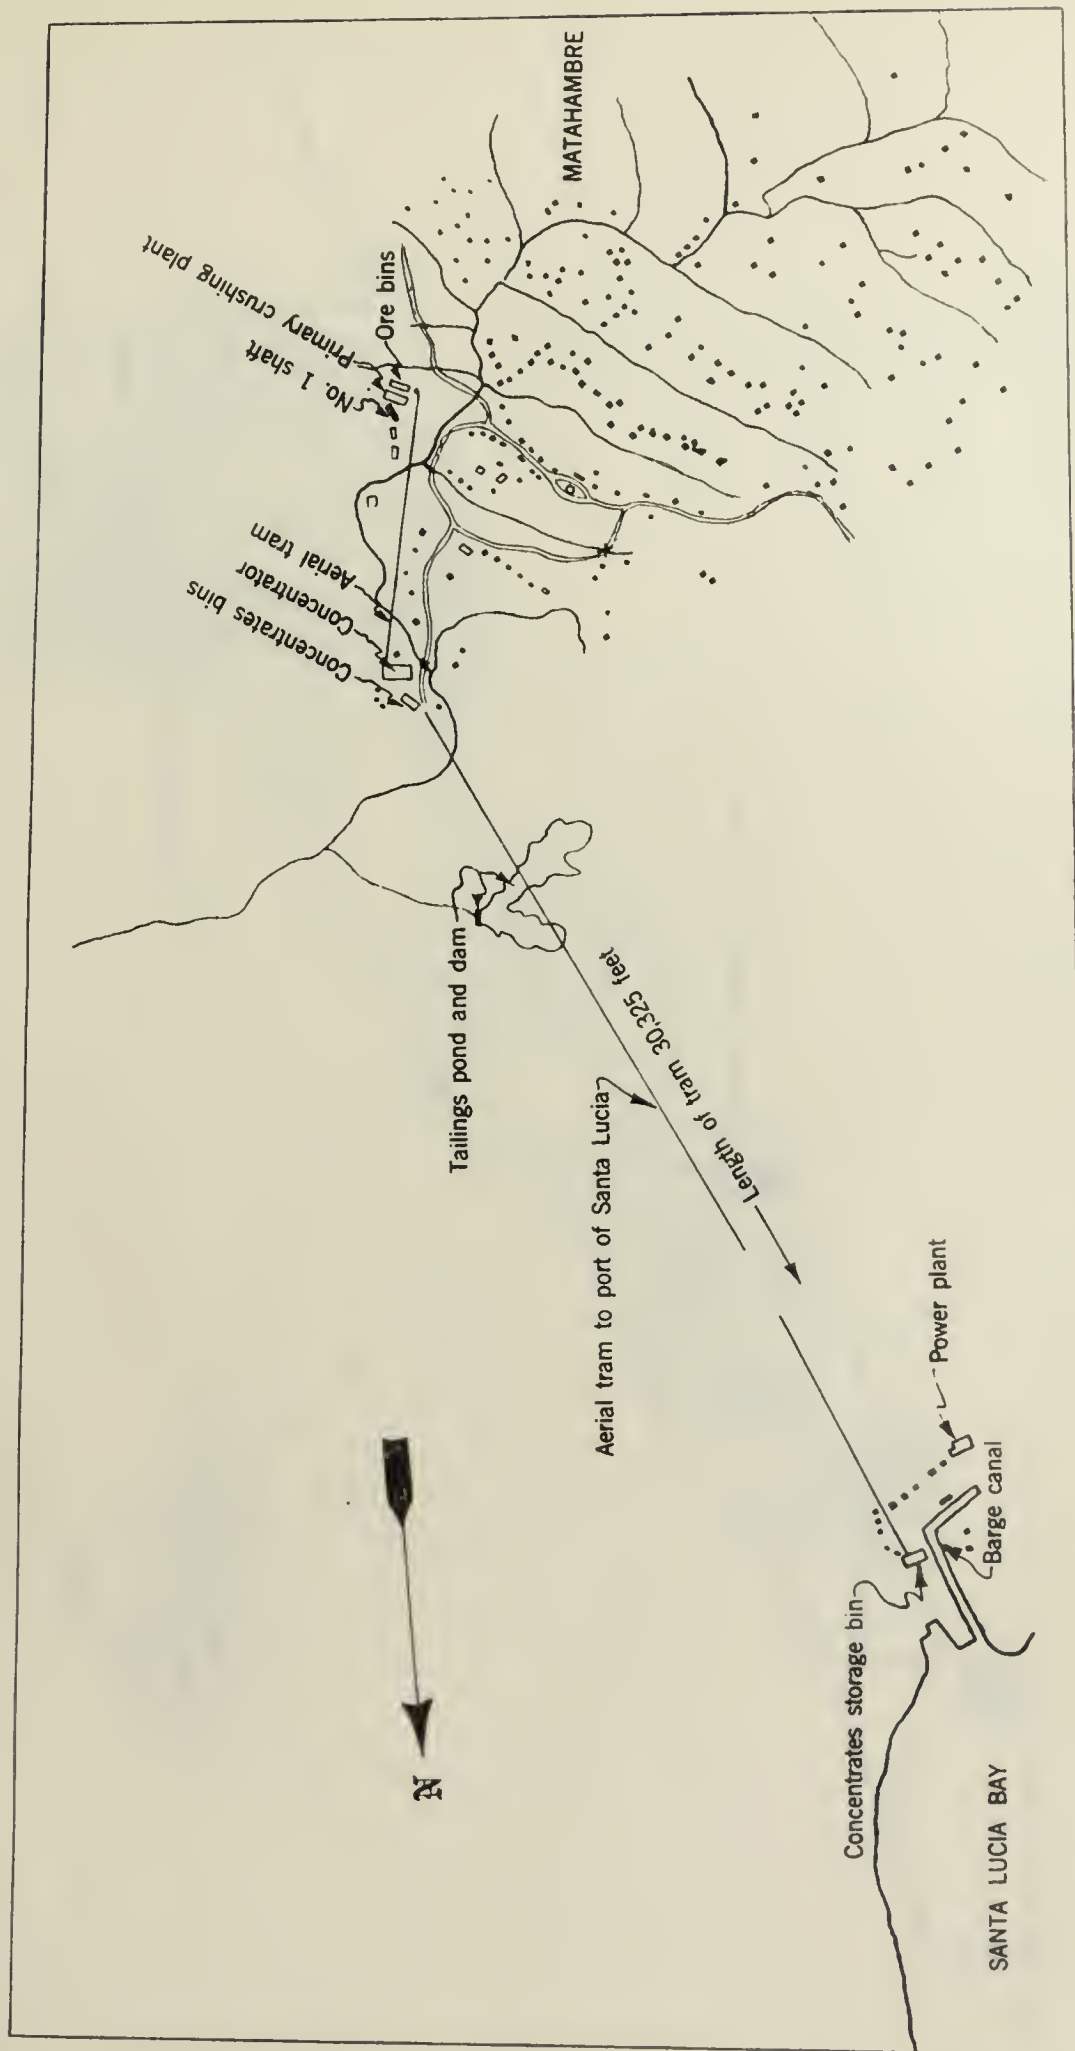 MATAHAMBRE
Primary crushing plant
No. 1 shaft
Ore bins
Aerial tram
Concentrator
Concentrates bins
Tailings pond and dam
Length of tram 30,325 feet
Aerial tram to port of Santa Lucia
Power plant
Barge canal
Concentrates storage bin
SANTA LUCIA BAY
N